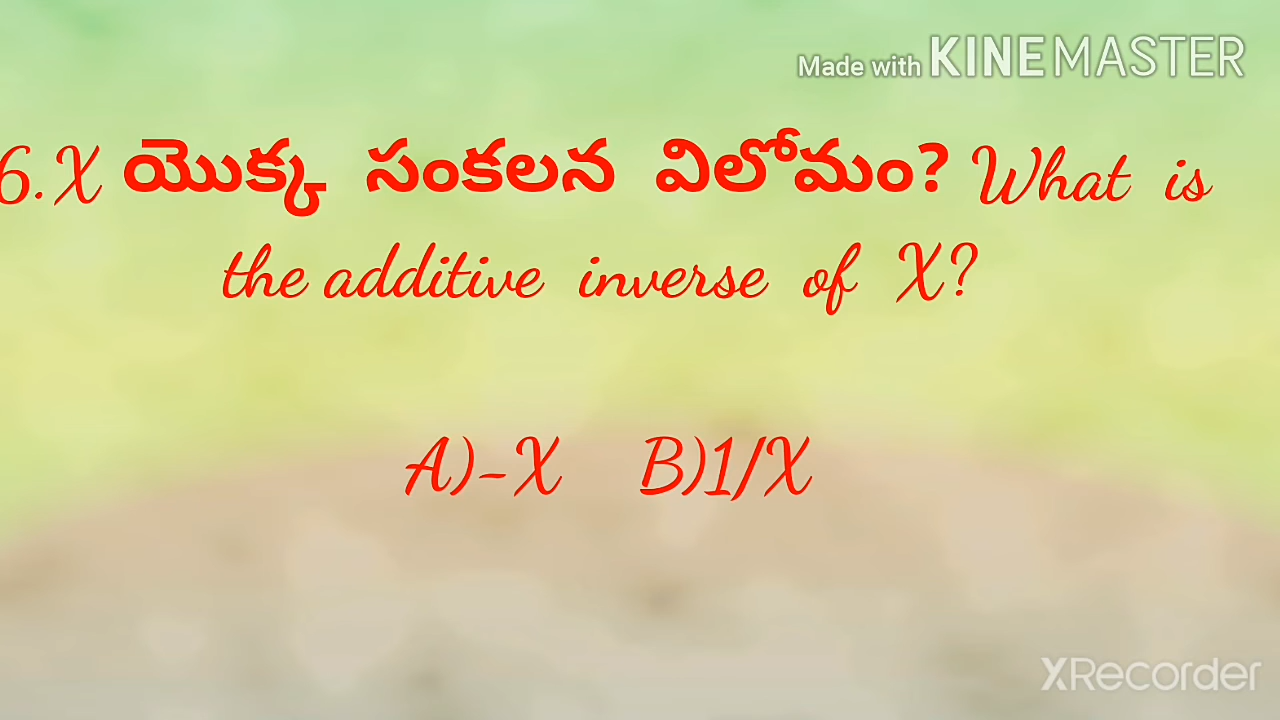 Made with KINEMASTER
6.X యొక్క సంకలన విలోమం? What is
the additive inverse of X?
A)-X B)1/X
XRecorder